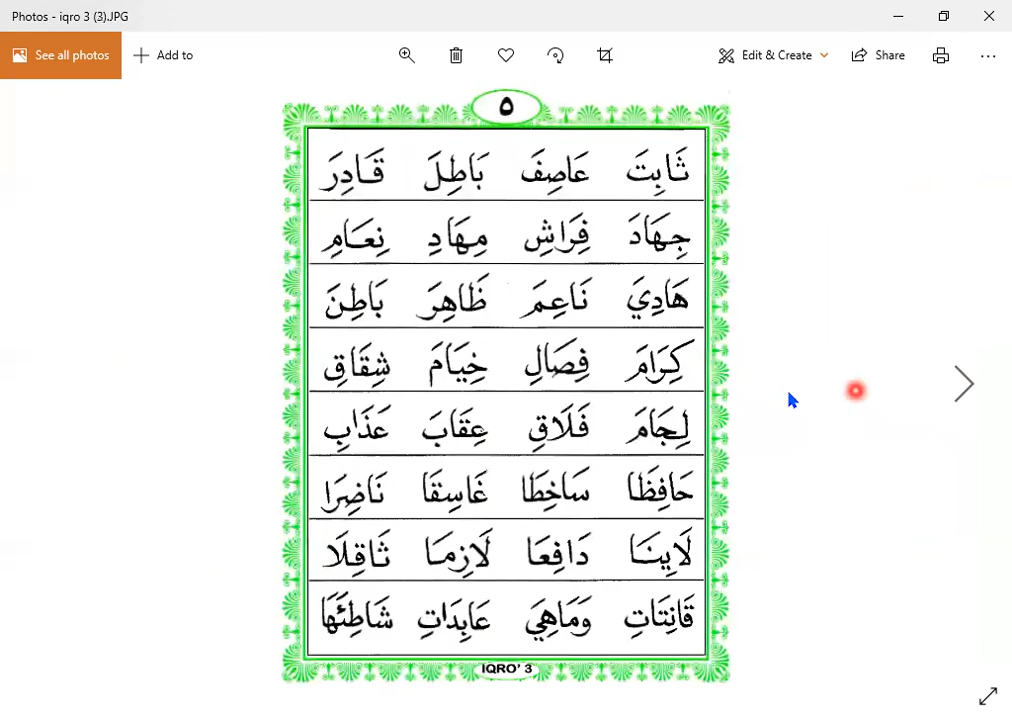 Photos - iqro 3 (3).JPG
See all photos
Add to
Edit & Create
Share
٥
ثَابِتَ عَاصِفَ بَاطِلَ قَادِرَ
جِهَادَ فِرَاشِ مِهَادِ نِعَامِ
هَادِيَ نَاعِمَ ظَاهِرَ بَاطِنَ
كِرَامَ فِصَالِ خِيَامَ شِقَاقِ
لِجَامَ فَلَاقِ عِقَابَ عَذَابِ
حَافِظَا سَاخِطَا غَاسِقَا نَاضِرَا
لَايِنَا دَافِعَا لَازِمَا ثَاقِلَا
قَانِتَاتِ وَمَاهِيَ عَابِدَاتِ شَاطِئَهَا
IQRO' 3